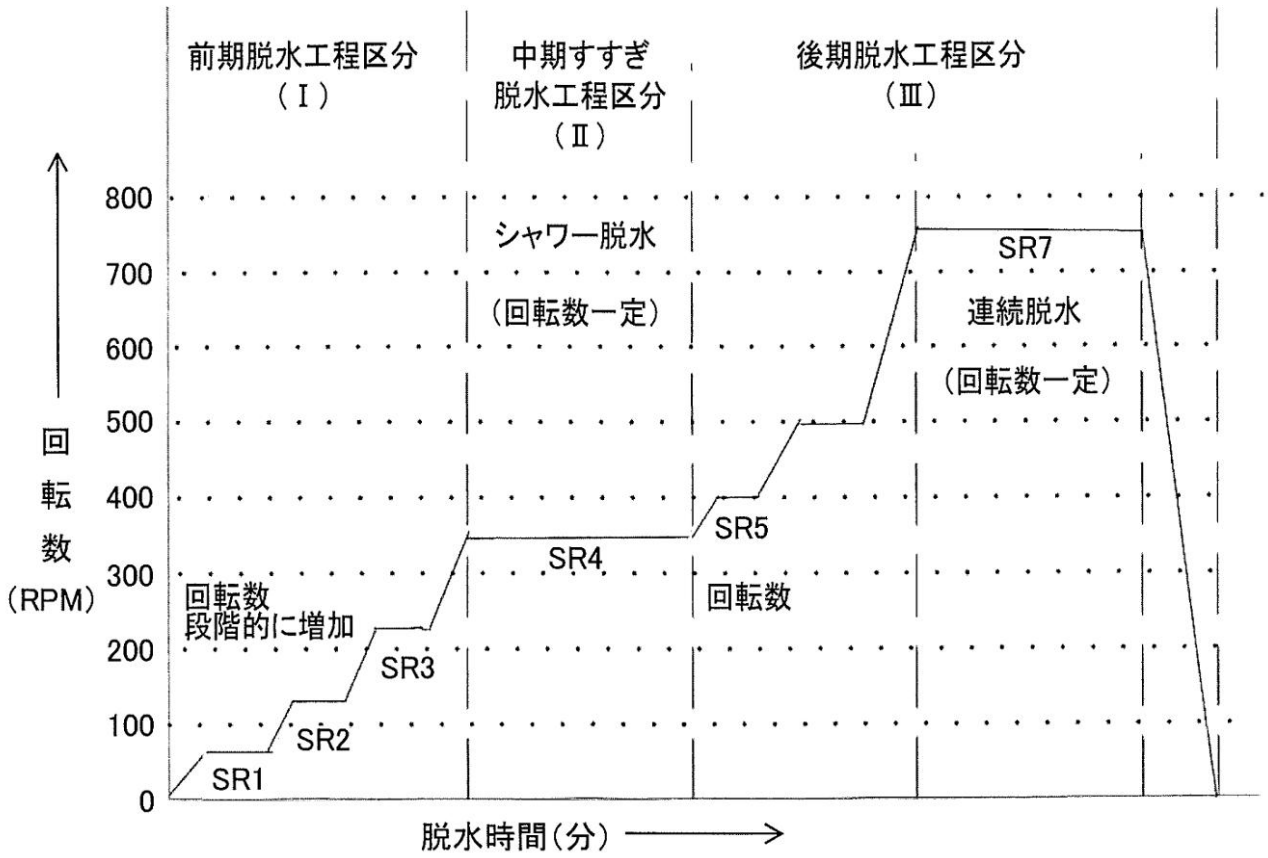 前期脱水工程区分
(Ⅰ)
中期すすぎ
脱水工程区分
(Ⅱ)
後期脱水工程区分
(Ⅲ)
800
700
600
500
400
300
200
100
0
回
転
数
(RPM)
シャワー脱水
(回転数一定)
SR7
連続脱水
(回転数一定)
SR5
SR4
回転数
段階的に増加
回転数
SR3
SR2
SR1
脱水時間(分)